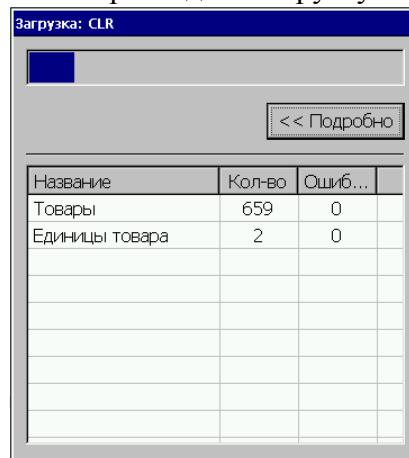 Загрузка: CLR
<< Подробно
Название Кол-во Ошиб...
Товары 659 0
Единицы товара 2 0